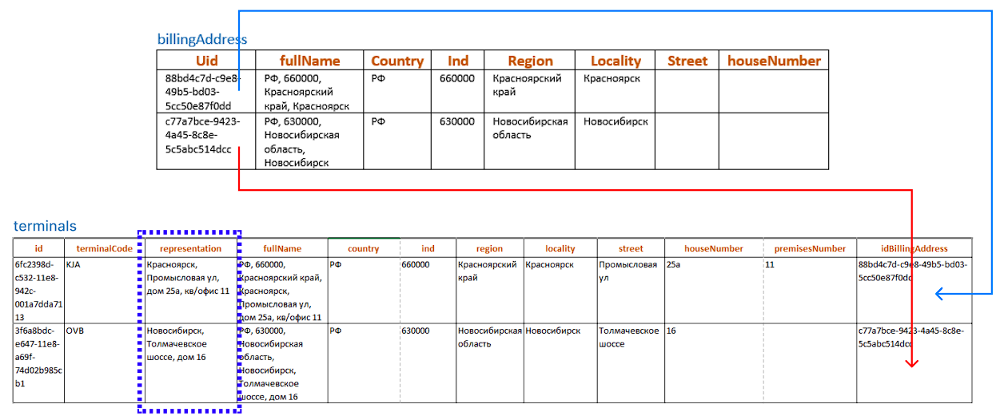 billingAddress
Uid fullName Country Ind Region Locality Street houseNumber
88bd4c7d-c9e8- РФ, 660000, РФ 660000 Красноярский Красноярск
49b5-bd03- Красноярский край
5cc50e87f0dd край, Красноярск
c77a7bce-9423- РФ, 630000, РФ 630000 Новосибирская Новосибирск
4a45-8c8e- Новосибирская область
5c5abc514dcc область,
Новосибирск
terminals
id terminalCode representation fullName country ind region locality street houseNumber premisesNumber idBillingAddress
6fc2398d- KJA Красноярск, РФ, 660000, РФ 660000 Красноярский Красноярск Промысловая 25а 11 88bd4c7d-c9e8-49b5-bd03-
c532-11e8- Промысловая ул, Красноярский край, край ул 5cc50e87f0dd
942c- дом 25а, кв/офис 11 Красноярск,
001a7dda71 Промысловая ул,
13 дом 25а, кв/офис 11
3f6a8bdc- OVB Новосибирск, РФ, 630000, РФ 630000 Новосибирская Новосибирск Толмачевское 16 c77a7bce-9423-4a45-8c8e-
e647-11e8- Толмачевское Новосибирская область шоссе 5c5abc514dcc
a69f- шоссе, дом 16 область,
74d02b985c Новосибирск,
b1 Толмачевское
шоссе, дом 16